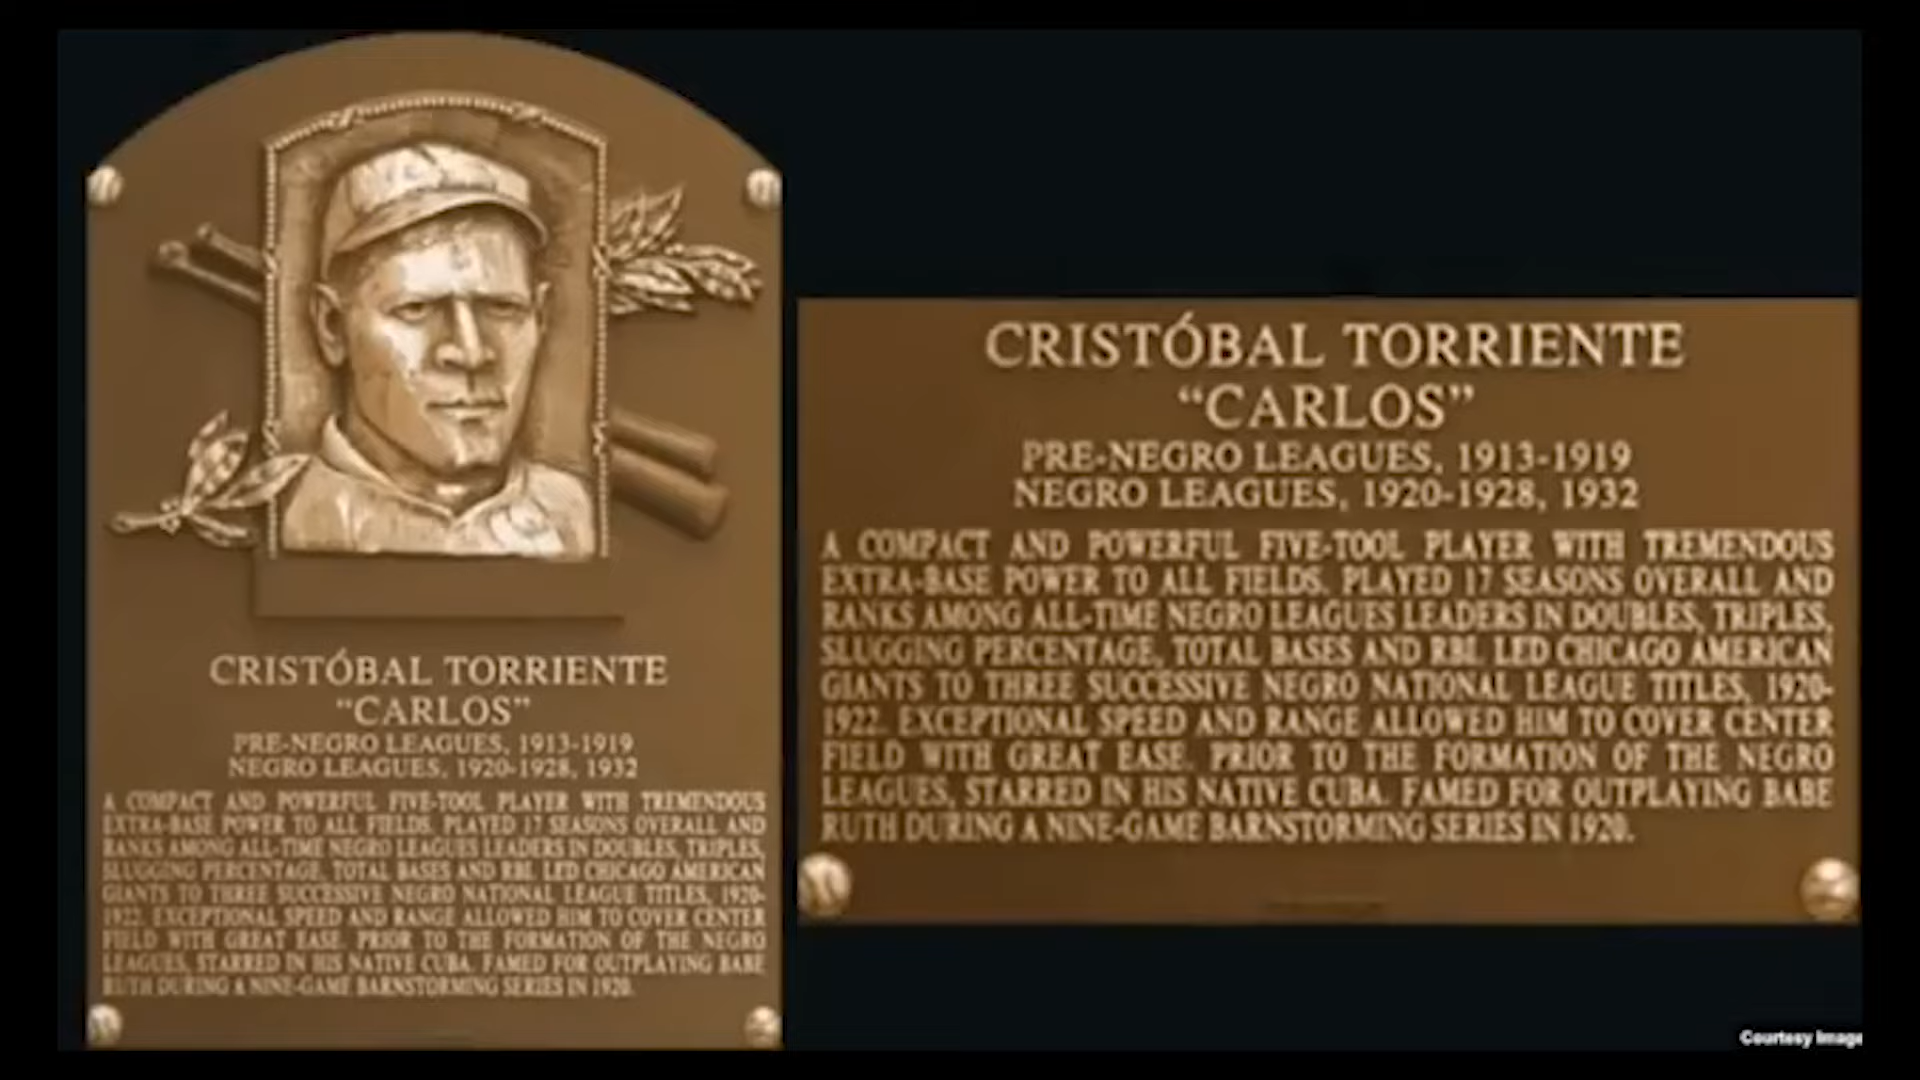 CRISTÓBAL TORRIENTE
“CARLOS”
PRE-NEGRO LEAGUES, 1913-1919
NEGRO LEAGUES, 1920-1928, 1932
A COMPACT AND POWERFUL FIVE-TOOL PLAYER WITH TREMENDOUS
EXTRA-BASE POWER TO ALL FIELDS. PLAYED 17 SEASONS OVERALL AND
RANKS AMONG ALL-TIME NEGRO LEAGUES LEADERS IN DOUBLES, TRIPLES,
SLUGGING PERCENTAGE, TOTAL BASES AND RBI. LED CHICAGO AMERICAN
GIANTS TO THREE SUCCESSIVE NEGRO NATIONAL LEAGUE TITLES, 1920-
1922. EXCEPTIONAL SPEED AND RANGE ALLOWED HIM TO COVER CENTER
FIELD WITH GREAT EASE. PRIOR TO THE FORMATION OF THE NEGRO
LEAGUES, STARRED IN HIS NATIVE CUBA. FAMED FOR OUTPLAYING BABE
RUTH DURING A NINE-GAME BARNSTORMING SERIES IN 1920.
CRISTÓBAL TORRIENTE
“CARLOS”
PRE-NEGRO LEAGUES, 1913-1919
NEGRO LEAGUES, 1920-1928, 1932
A COMPACT AND POWERFUL FIVE-TOOL PLAYER WITH TREMENDOUS
EXTRA-BASE POWER TO ALL FIELDS. PLAYED 17 SEASONS OVERALL AND
RANKS AMONG ALL-TIME NEGRO LEAGUES LEADERS IN DOUBLES, TRIPLES,
SLUGGING PERCENTAGE, TOTAL BASES AND RBI. LED CHICAGO AMERICAN
GIANTS TO THREE SUCCESSIVE NEGRO NATIONAL LEAGUE TITLES, 1920-
1922. EXCEPTIONAL SPEED AND RANGE ALLOWED HIM TO COVER CENTER
FIELD WITH GREAT EASE. PRIOR TO THE FORMATION OF THE NEGRO
LEAGUES, STARRED IN HIS NATIVE CUBA. FAMED FOR OUTPLAYING BABE
RUTH DURING A NINE-GAME BARNSTORMING SERIES IN 1920.
Courtesy Image